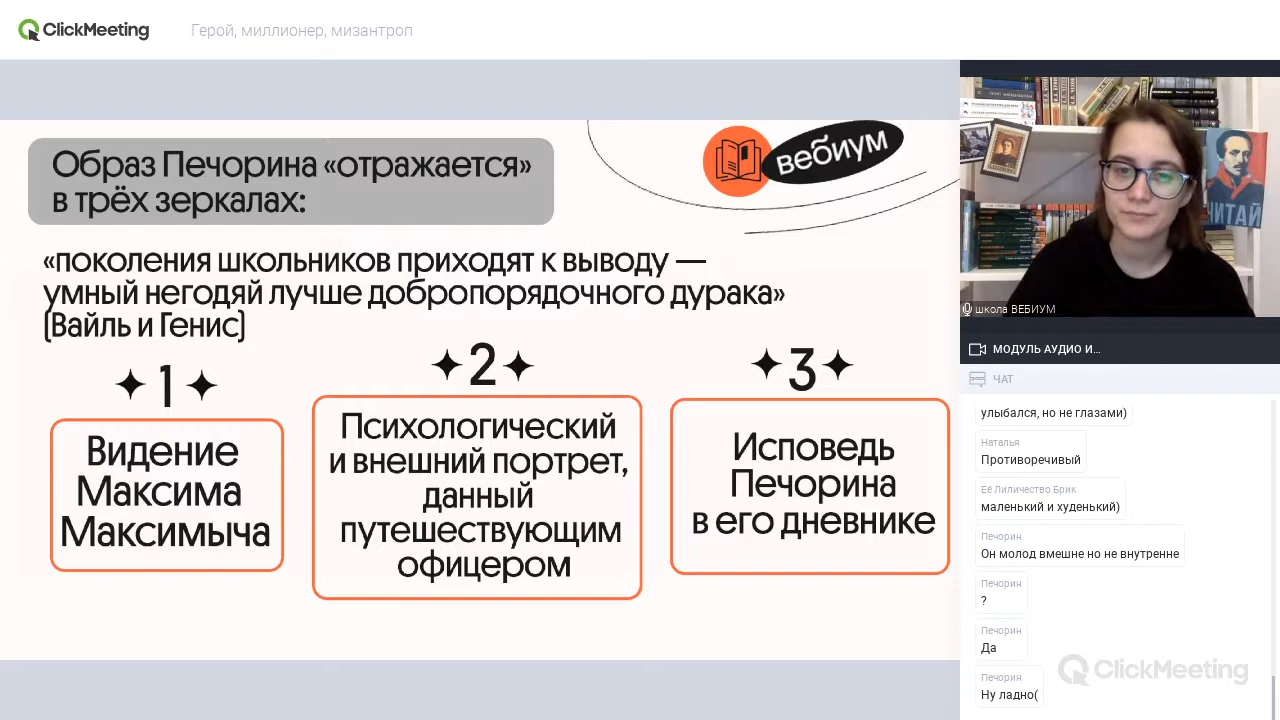 ClickMeeting
Герой, миллионер, мизантроп
Образ Печорина «отражается»
в трёх зеркалах:
вебиум
«поколения школьников приходят к выводу —
умный негодяй лучше добропорядочного дурака»
(Вайль и Генис)
1
Видение
Максима
Максимыча
2
Психологический
и внешний портрет,
данный
путешествующим
офицером
3
Исповедь
Печорина
в его дневнике
ЧИТАЙ
школа ВЕБИУМ
МОДУЛЬ АУДИО И...
ЧАТ
улыбался, но не глазами)
Наталья
Противоречивый
Её Лиличество Брик
маленький и худенький)
Печорин
Он молод вмешне но не внутренне
Печорин
?
Печорин
Да
Печорин
Ну ладно(
ClickMeeting